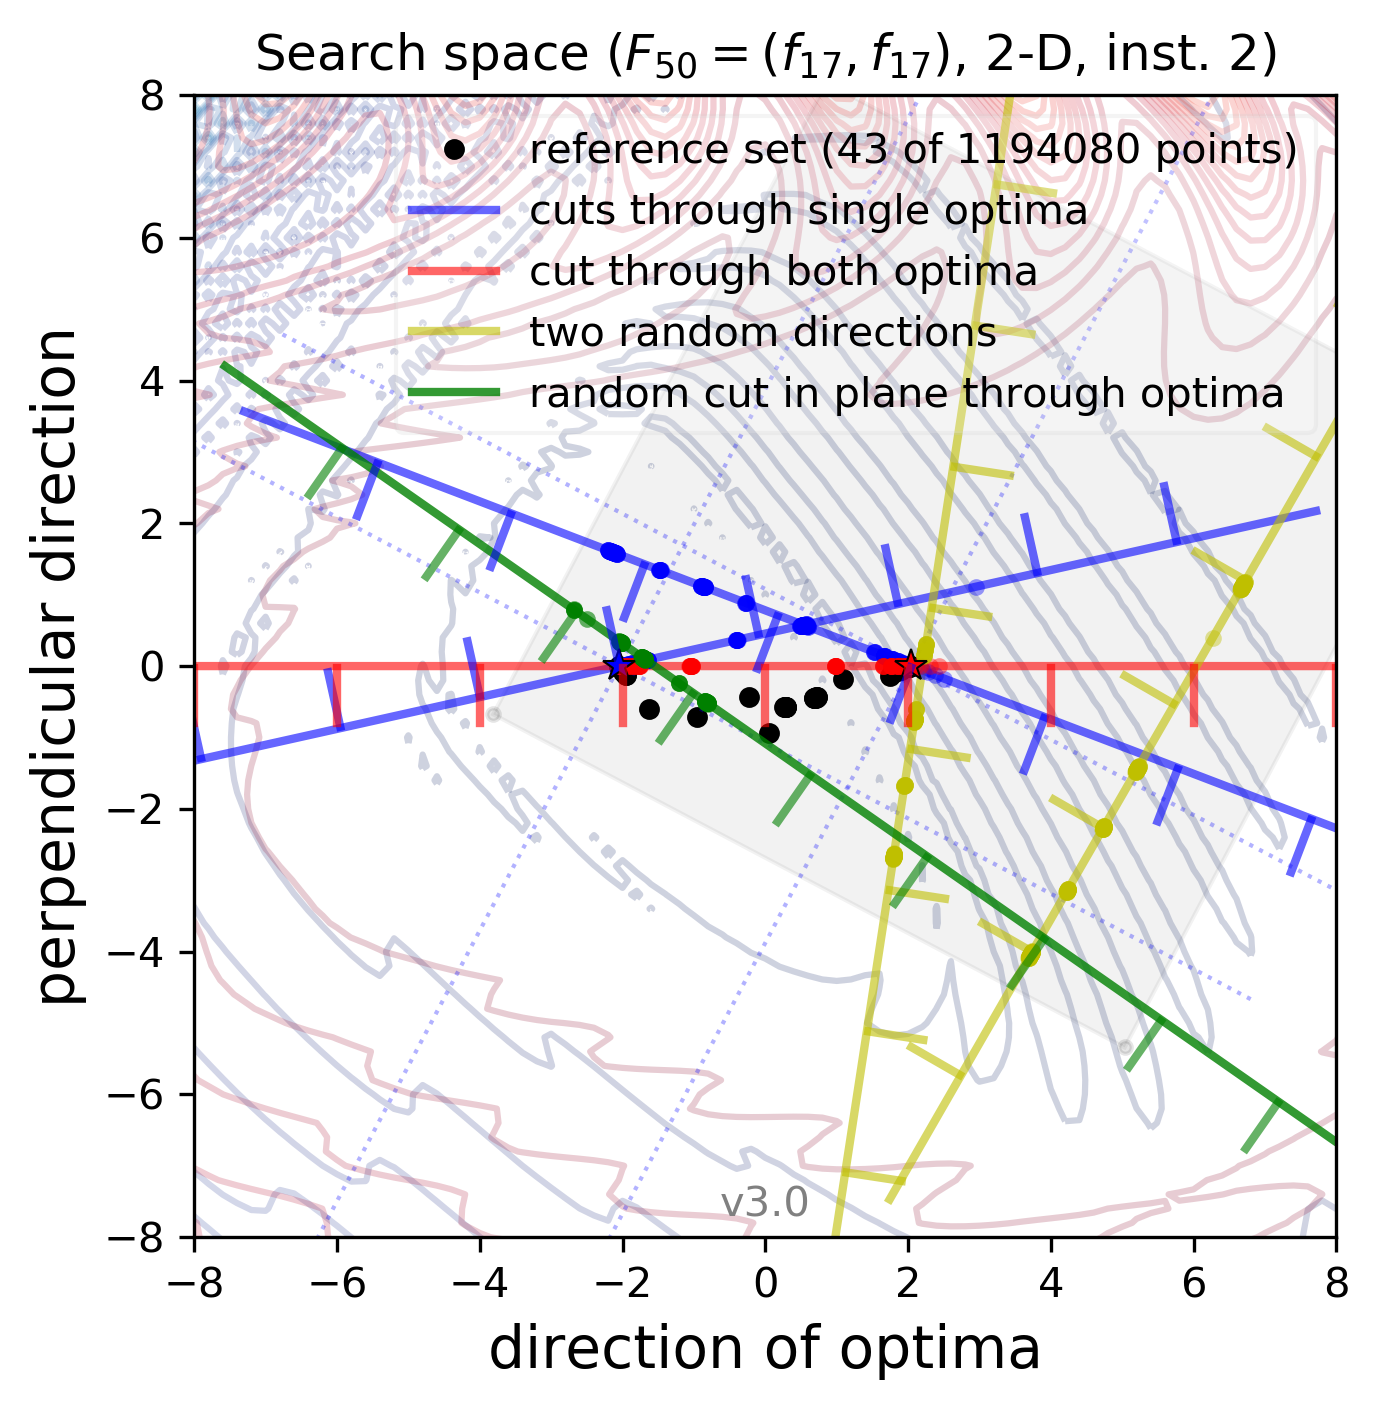 Search space (F50 = (f17, f17), 2-D, inst. 2)
reference set (43 of 1194080 points)
cuts through single optima
cut through both optima
two random directions
random cut in plane through optima
perpendicular direction
8
6
4
2
0
−2
−4
−6
−8
v3.0
−8 −6 −4 −2 0 2 4 6 8
direction of optima